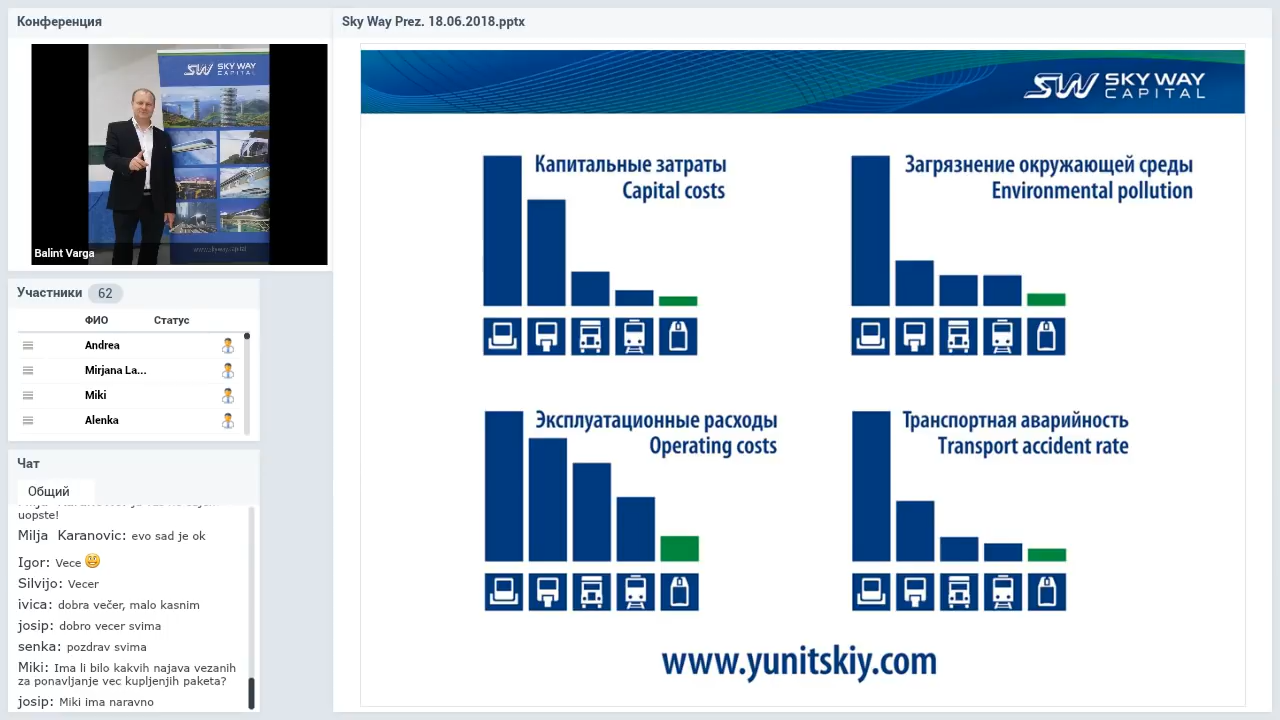 Конференция
SW SKY WAY
CAPITAL
Balint Varga
Участники 62
ФИО Статус
Andrea
Mirjana La...
Miki
Alenka
Чат
Общий
uopste!
Milja Karanovic: evo sad je ok
Igor: Vece
Silvijo: Vecer
ivica: dobra večer, malo kasnim
josip: dobro vecer svima
senka: pozdrav svima
Miki: Ima li bilo kakvih najava vezanih
za ponavljanje vec kupljenjih paketa?
josip: Miki ima naravno
Sky Way Prez. 18.06.2018.pptx
SW SKY WAY
CAPITAL
Капитальные затраты
Capital costs
Загрязнение окружающей среды
Environmental pollution
Эксплуатационные расходы
Operating costs
Транспортная аварийность
Transport accident rate
www.yunitskiy.com